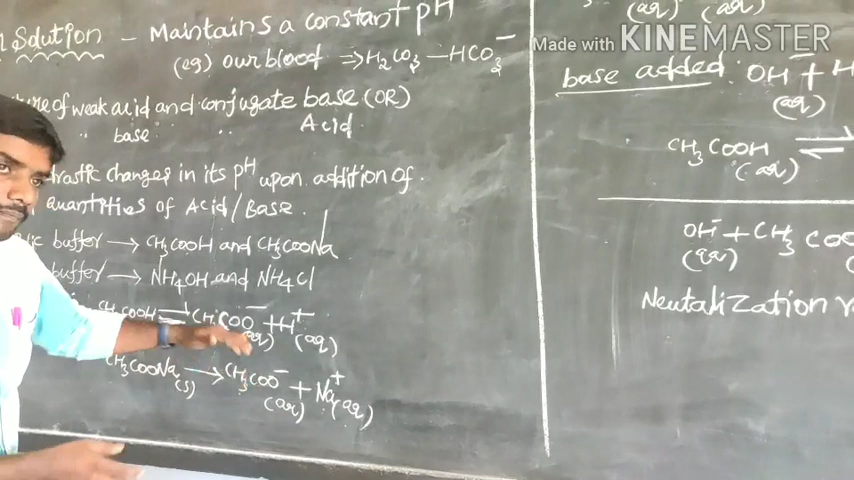 Solution - Maintains a constant pH
(eg) our blood ⇒ H₂CO₃ - HCO₃⁻
of weak acid and conjugate base (OR)
" base " " Acid
changes in its pH upon addition of
quantities of Acid/Base.
buffer → CH₃COOH and CH₃COONa
buffer → NH₄OH and NH₄Cl
CH₃COOH ⇌ CH₃COO⁻ + H⁺
(aq) (aq)
CH₃COONa (s) → CH₃COO⁻ + Na⁺
(aq) (aq)
(aq) (aq)
Made with KINEMASTER
base added: OH⁻ + H
(aq)
CH₃COOH ⇌
(aq)
OH⁻ + CH₃COO
(aq)
Neutralization